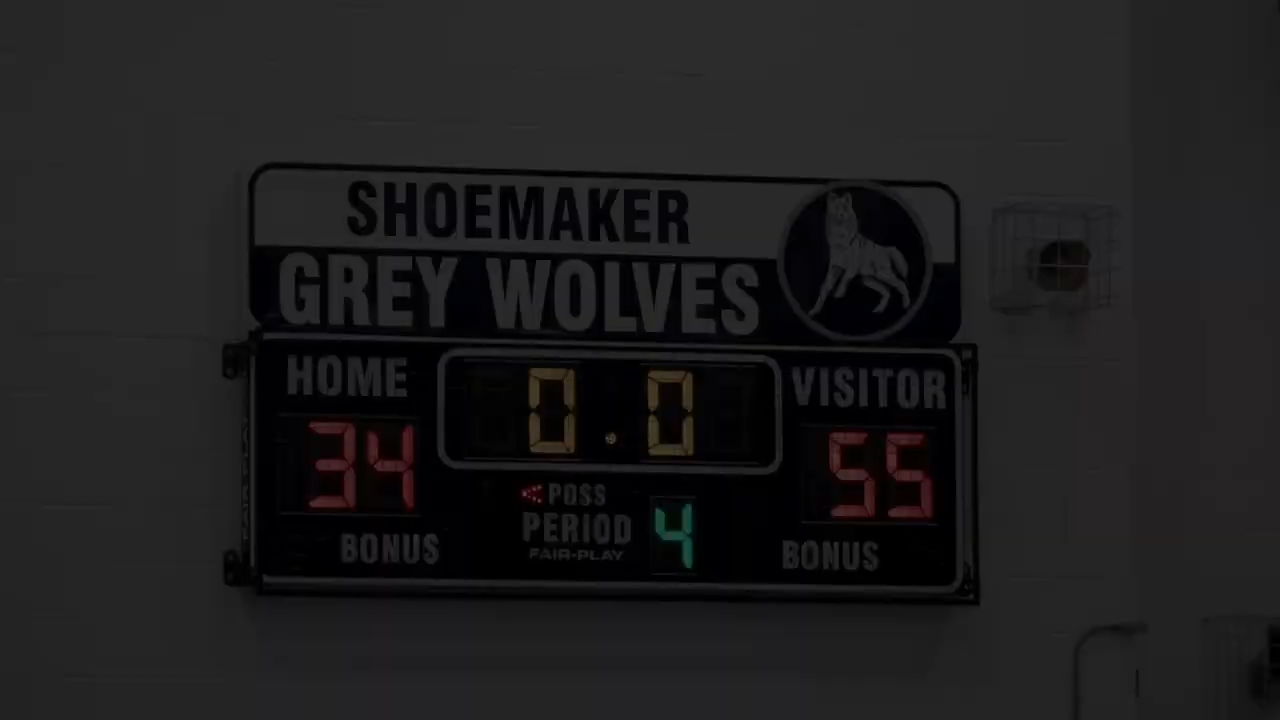 SHOEMAKER
GREY WOLVES
HOME
0.0
VISITOR
34
55
POSS
PERIOD 4
FAIR-PLAY
BONUS
BONUS